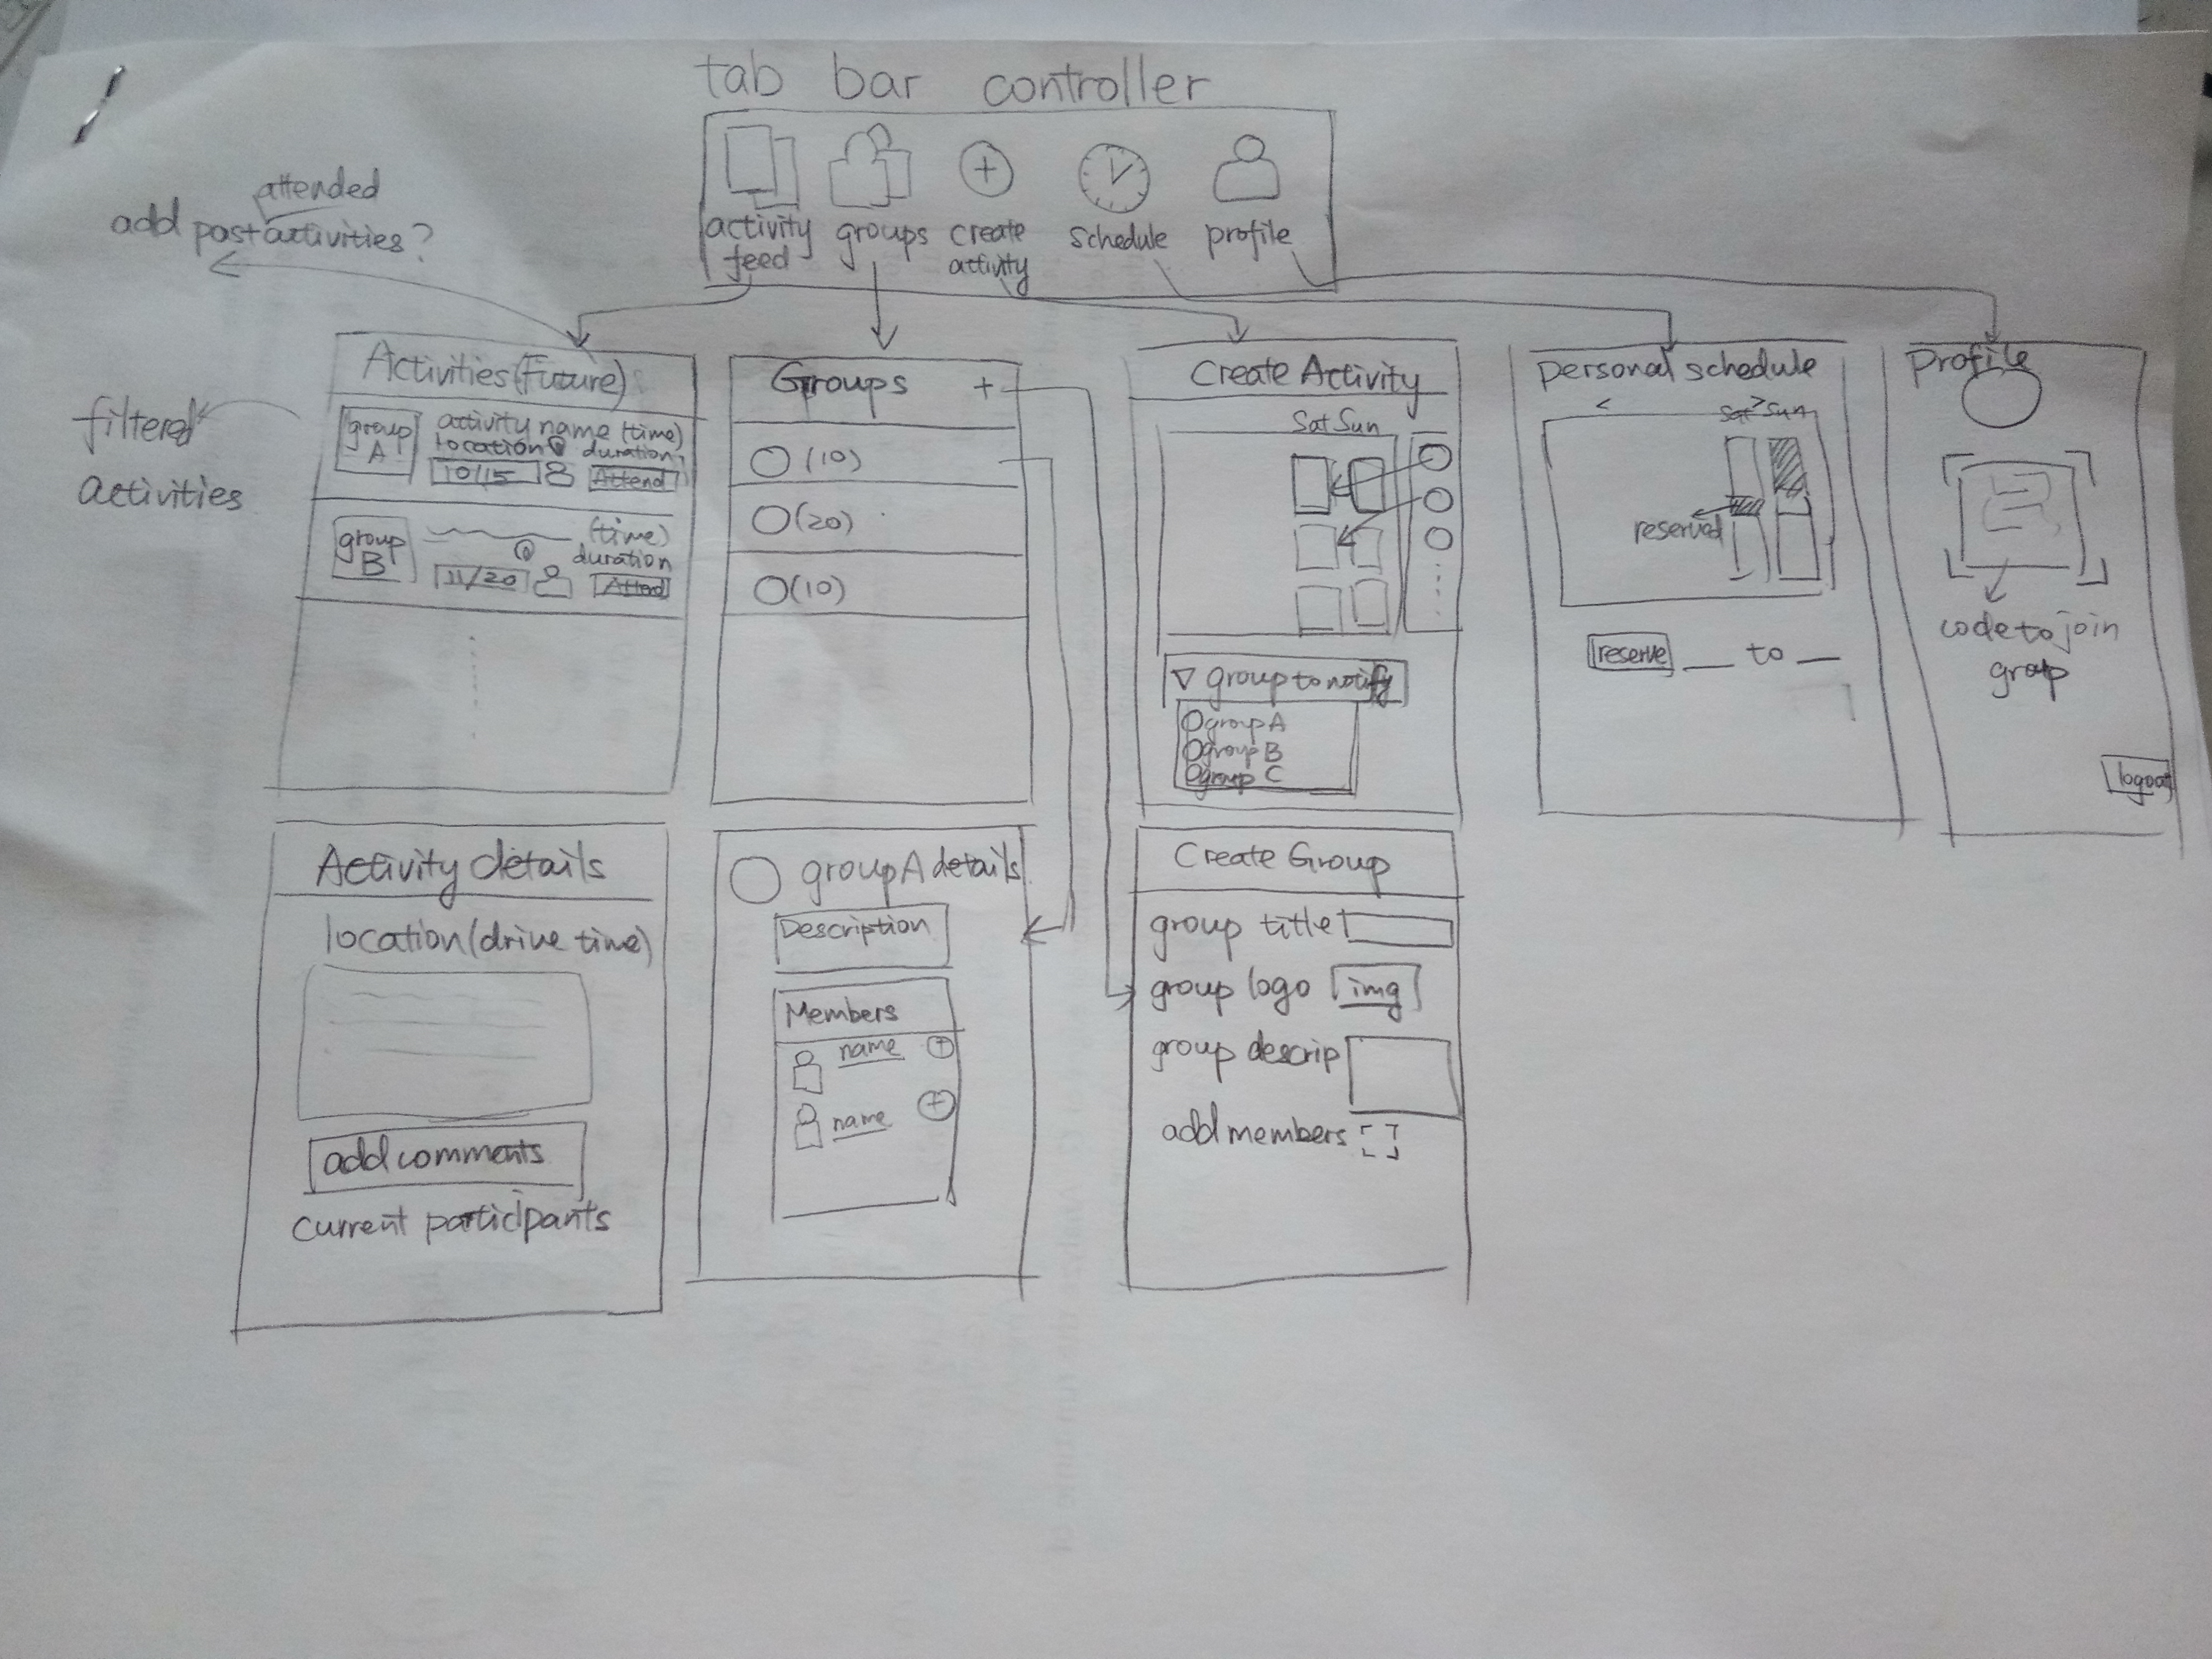 tab bar controller
activity feed
groups
create activity
schedule
profile
attended
add past activities?
filtered
activities
Activities (Future)
group A
activity name (time)
location duration
10/15 Attend
group B
(time)
duration
11/20 Attend
Groups +
(10)
(20)
(10)
Create Activity
Sat Sun
group to notify
group A
group B
group C
personal schedule
< >
Sat Sun
reserved
reserve __ to __
Profile
code to join
group
logout
Activity details
location (drive time)
add comments
current participants
group A details
Description
Members
name +
name +
Create Group
group title
group logo img
group descrip
add members